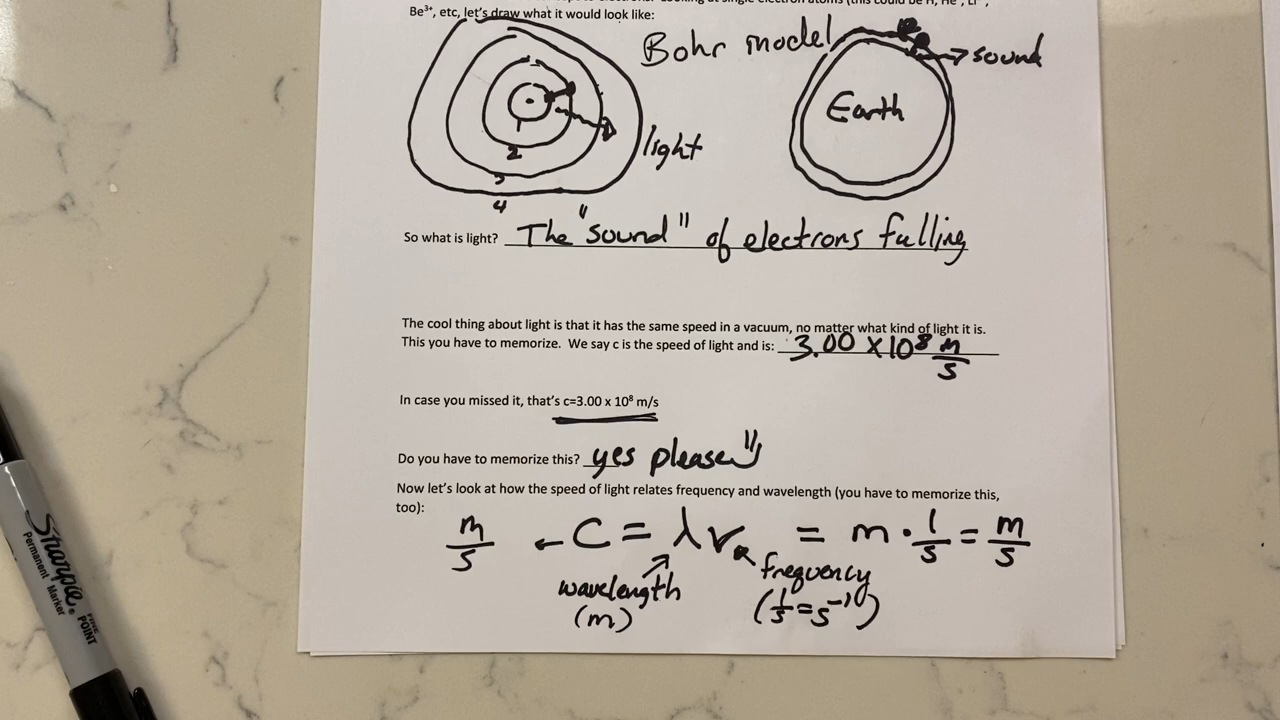 Be³⁺, etc, let's draw what it would look like:
Bohr model
sound
Earth
light
1
2
3
4
So what is light? The "sound" of electrons falling
The cool thing about light is that it has the same speed in a vacuum, no matter what kind of light it is.
This you have to memorize. We say c is the speed of light and is: 3.00 x 10⁸ m/s
In case you missed it, that's c=3.00 x 10⁸ m/s
Do you have to memorize this? yes please
Now let's look at how the speed of light relates frequency and wavelength (you have to memorize this,
too):
m/s ← C = λν = m · 1/s = m/s
wavelength
(m)
frequency
(1/s = s⁻¹)
Sharpie.
Permanent Marker
FINE
POINT